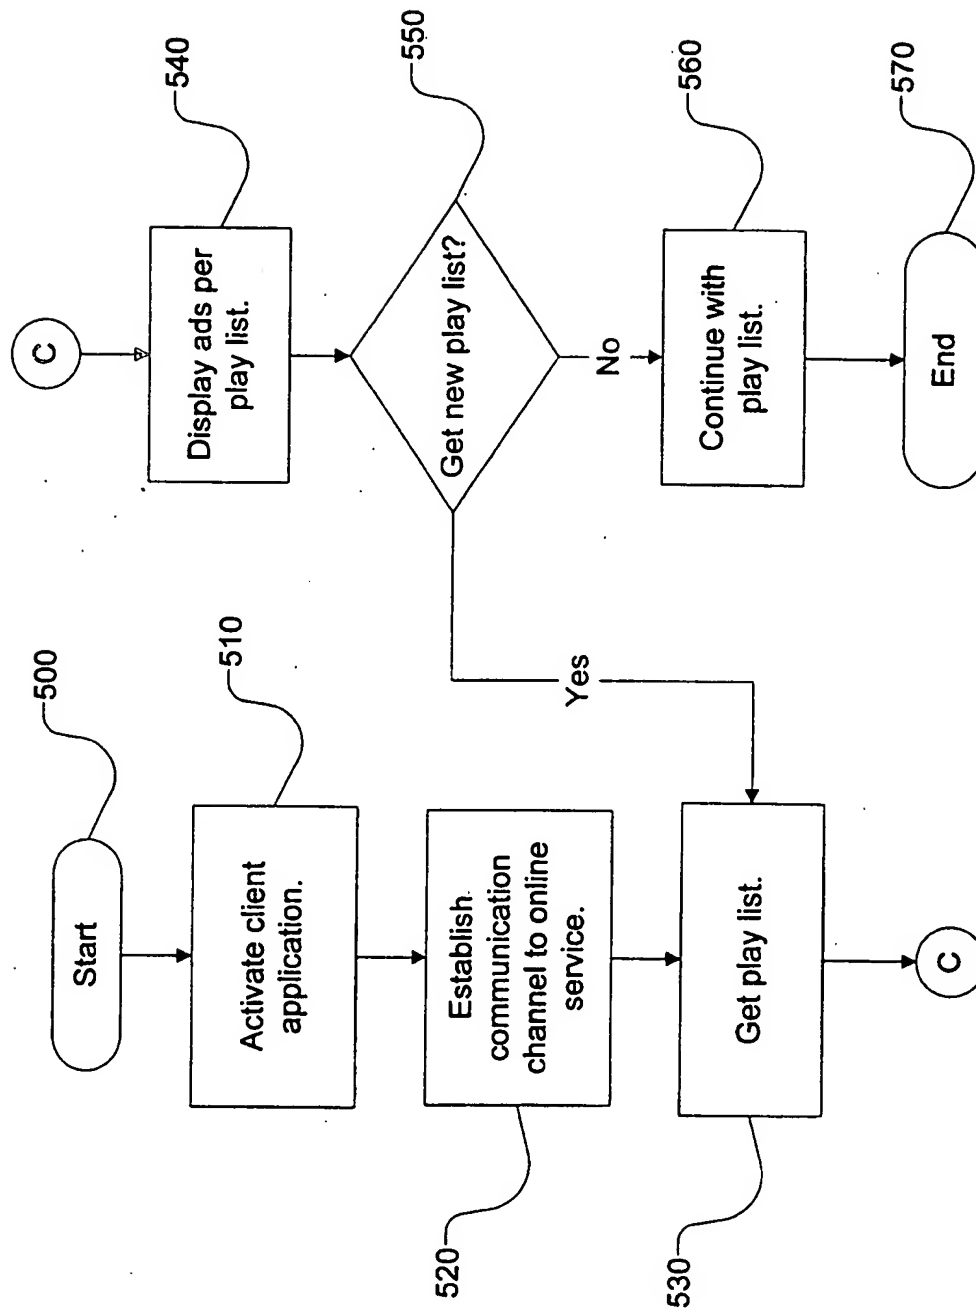 Start
500
Activate client
application.
510
Establish
communication
channel to online
service.
520
Get play list.
530
C
C
Display ads per
play list.
540
Get new play list?
550
Yes
No
Continue with
play list.
560
End
570